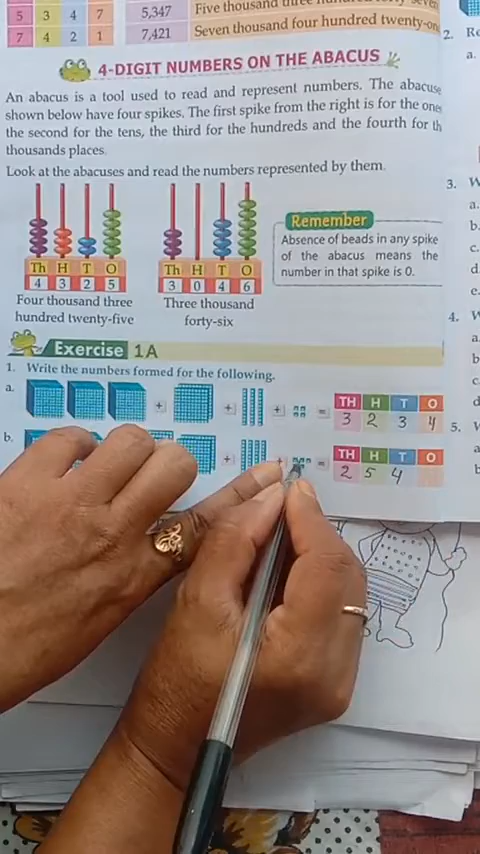 5 3 4 7 5,347 Five thousand three
7 4 2 1 7,421 Seven thousand four hundred twenty-on
2. Re
a.
4-DIGIT NUMBERS ON THE ABACUS
An abacus is a tool used to read and represent numbers. The abacuse
shown below have four spikes. The first spike from the right is for the one
the second for the tens, the third for the hundreds and the fourth for th
thousands places.
Look at the abacuses and read the numbers represented by them.
Th H T O
4 3 2 5
Four thousand three
hundred twenty-five
Th H T O
3 0 4 6
Three thousand
forty-six
Remember
Absence of beads in any spike
of the abacus means the
number in that spike is 0.
3. W
a.
b.
c.
d.
e.
4. W
a.
b
c.
d
5.
a
Exercise 1A
1. Write the numbers formed for the following.
a. + + + = TH H T O
3 2 3 4
b. + + = TH H T O
2 5 4